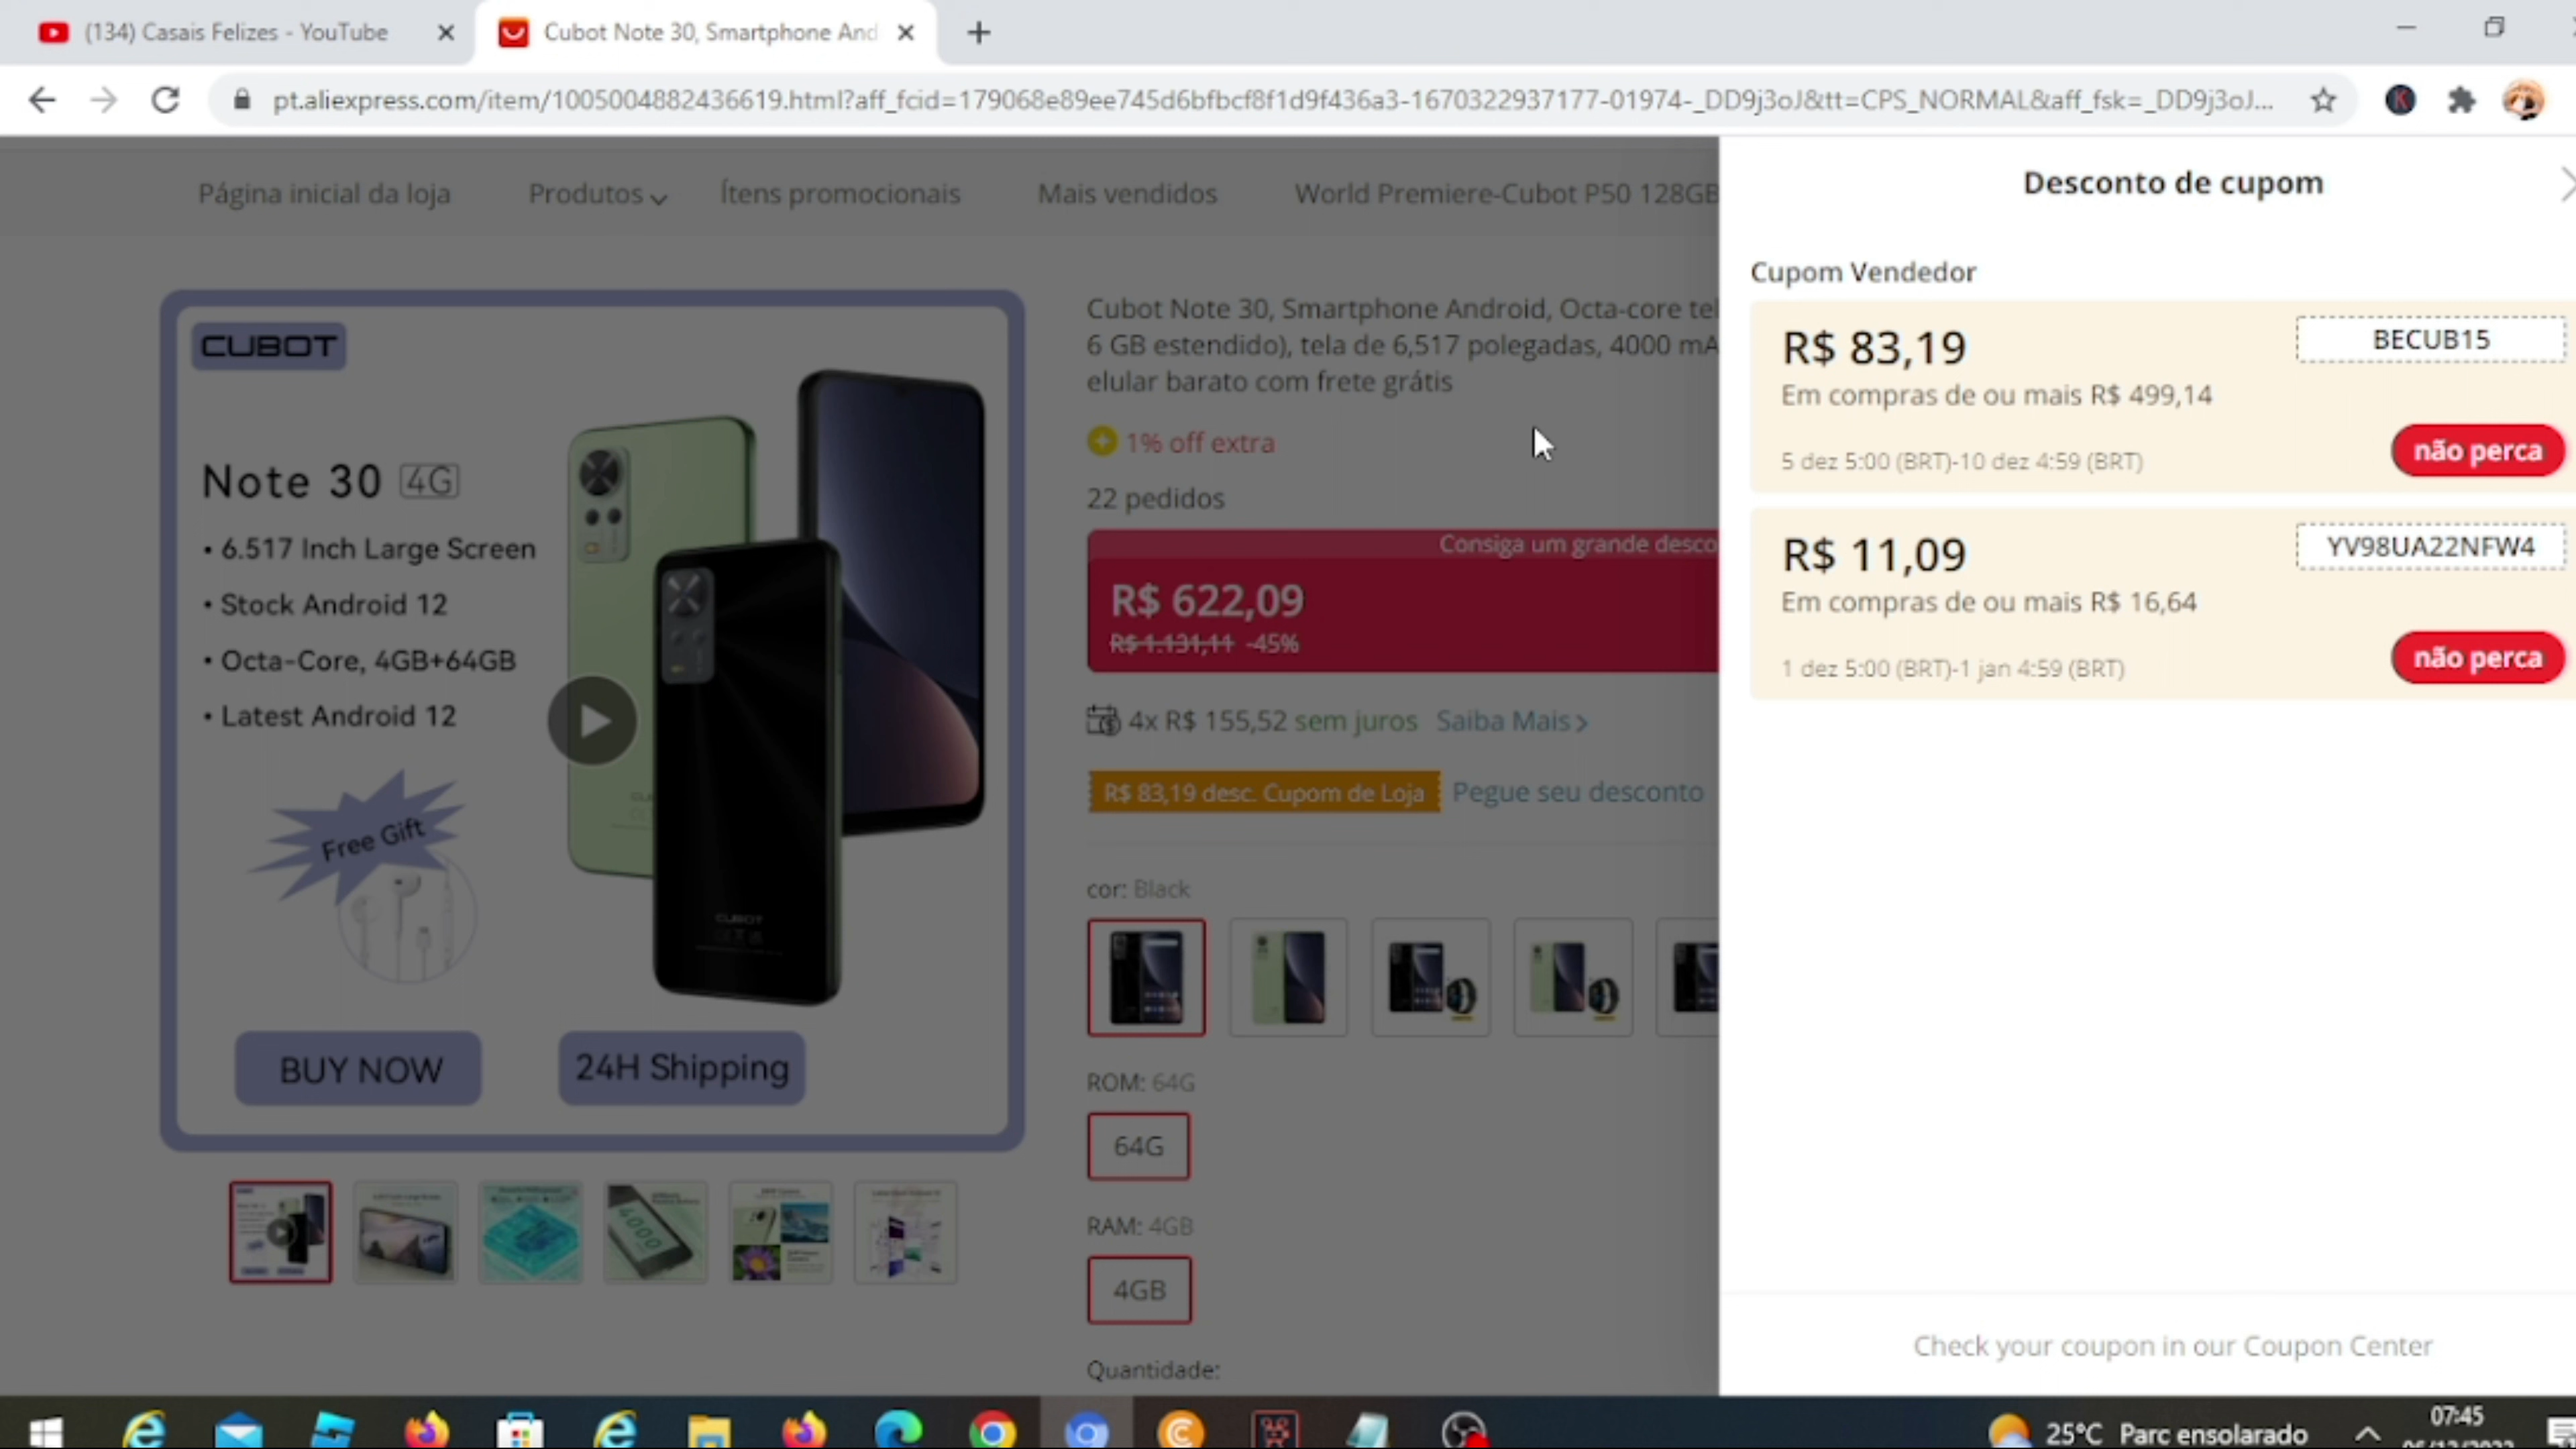 (134) Casais Felizes - YouTube
Cubot Note 30, Smartphone And
pt.aliexpress.com/item/1005004882436619.html?aff_fcid=179068e89ee745d6bfbcf8f1d9f436a3-1670322937177-01974-_DD9j3oJ&tt=CPS_NORMAL&aff_fsk=_DD9j3oJ...
Página inicial da loja
Produtos
Ítens promocionais
Mais vendidos
World Premiere-Cubot P50 128GB
CUBOT
Note 30 4G
• 6.517 Inch Large Screen
• Stock Android 12
• Octa-Core, 4GB+64GB
• Latest Android 12
Free Gift
CUBOT
BUY NOW
24H Shipping
4000
Cubot Note 30, Smartphone Android, Octa-core tel
6 GB estendido), tela de 6,517 polegadas, 4000 mA
elular barato com frete grátis
1% off extra
22 pedidos
Consiga um grande desco
R$ 622,09
R$ 1.131,11 -45%
4x R$ 155,52 sem juros Saiba Mais
R$ 83,19 desc. Cupom de Loja Pegue seu desconto
cor: Black
ROM: 64G
64G
RAM: 4GB
4GB
Quantidade:
Desconto de cupom
Cupom Vendedor
R$ 83,19
BECUB15
Em compras de ou mais R$ 499,14
5 dez 5:00 (BRT)-10 dez 4:59 (BRT)
não perca
R$ 11,09
YV98UA22NFW4
Em compras de ou mais R$ 16,64
1 dez 5:00 (BRT)-1 jan 4:59 (BRT)
não perca
Check your coupon in our Coupon Center
25°C Parc ensolarado
07:45